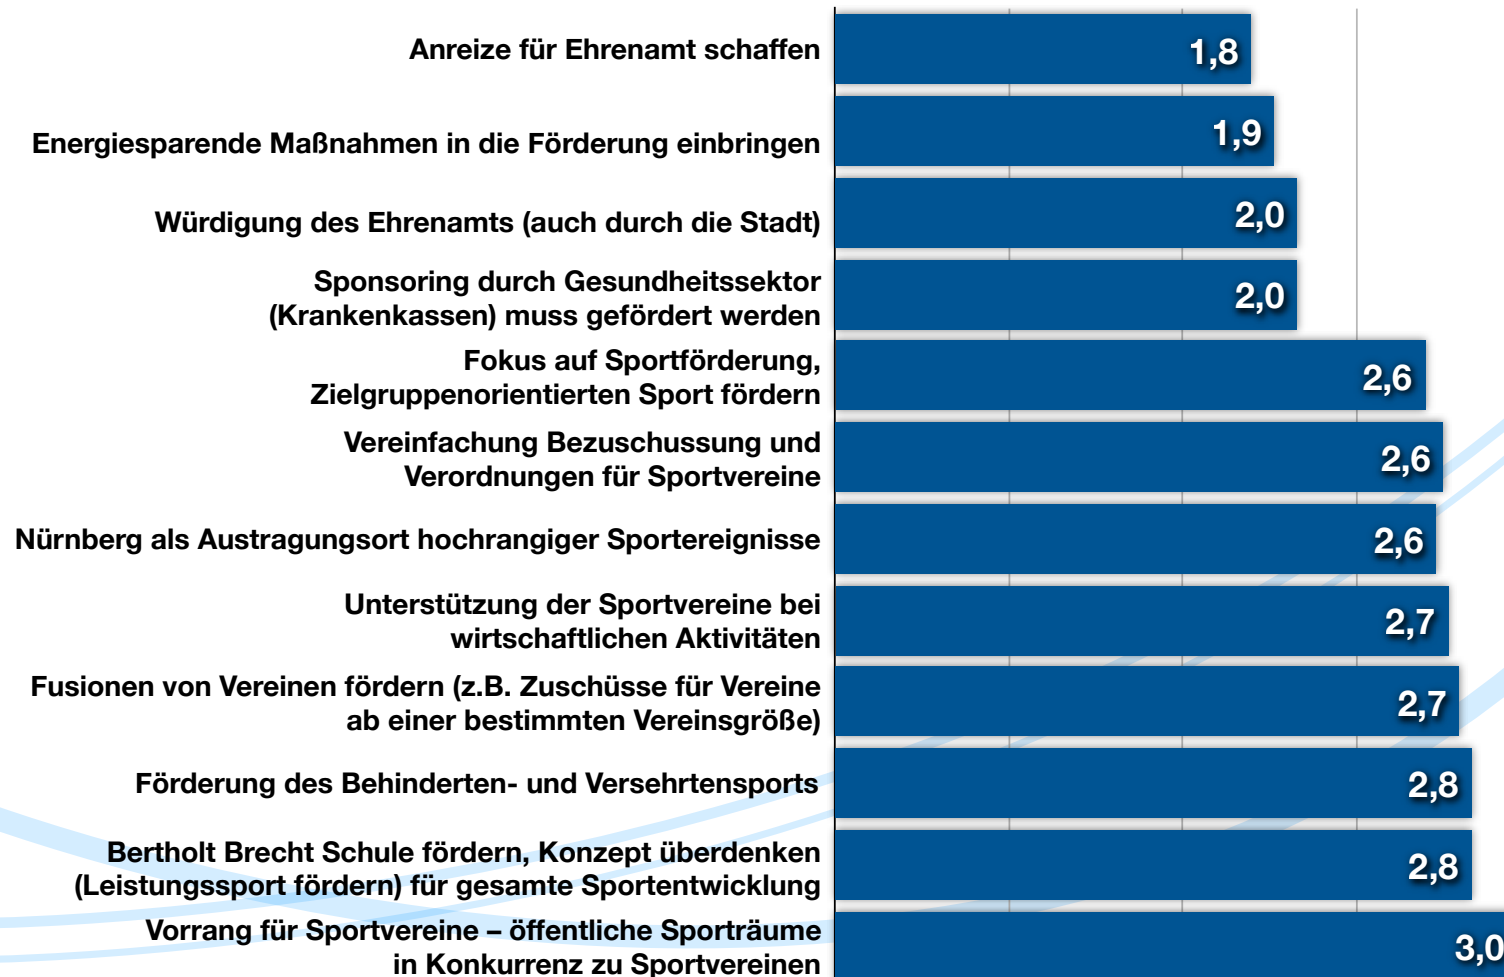 Anreize für Ehrenamt schaffen
1,8
Energiesparende Maßnahmen in die Förderung einbringen
1,9
Würdigung des Ehrenamts (auch durch die Stadt)
2,0
Sponsoring durch Gesundheitssektor
(Krankenkassen) muss gefördert werden
2,0
Fokus auf Sportförderung,
Zielgruppenorientierten Sport fördern
2,6
Vereinfachung Bezuschussung und
Verordnungen für Sportvereine
2,6
Nürnberg als Austragungsort hochrangiger Sportereignisse
2,6
Unterstützung der Sportvereine bei
wirtschaftlichen Aktivitäten
2,7
Fusionen von Vereinen fördern (z.B. Zuschüsse für Vereine
ab einer bestimmten Vereinsgröße)
2,7
Förderung des Behinderten- und Versehrtensports
2,8
Bertholt Brecht Schule fördern, Konzept überdenken
(Leistungssport fördern) für gesamte Sportentwicklung
2,8
Vorrang für Sportvereine – öffentliche Sporträume
in Konkurrenz zu Sportvereinen
3,0